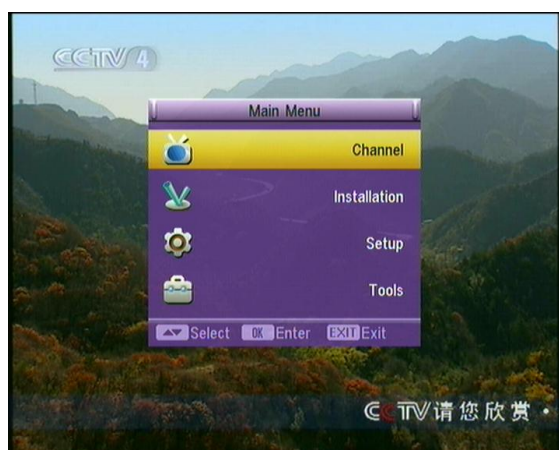 CCTV 4
Main Menu
Channel
Installation
Setup
Tools
Select OK Enter EXIT Exit
CCTV请您欣赏·